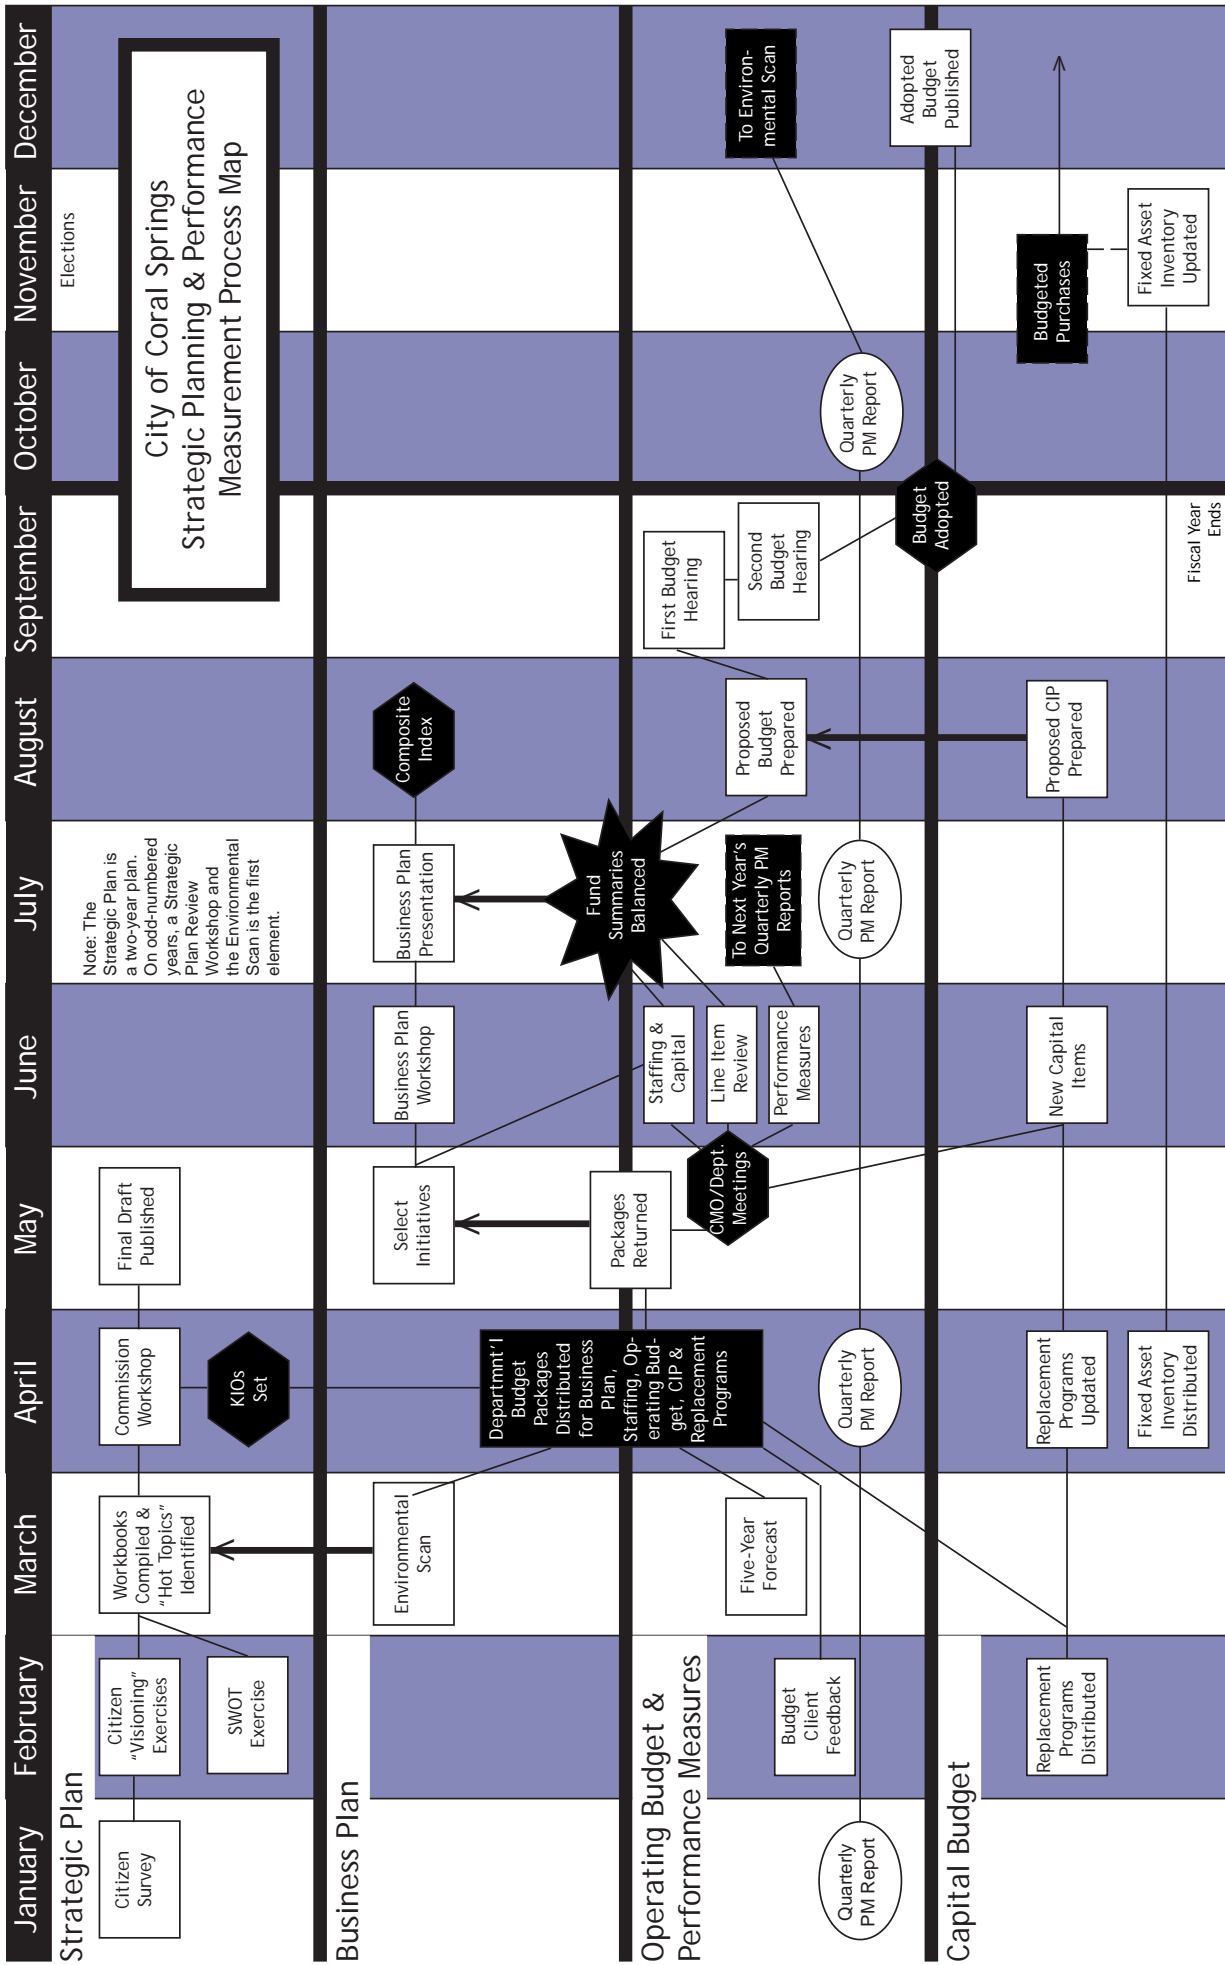 January
February
March
April
May
June
July
August
September
October
November
December
City of Coral Springs
Strategic Planning & Performance
Measurement Process Map
Strategic Plan
Citizen
Survey
Citizen
"Visioning"
Exercises
SWOT
Exercise
Workbooks
Compiled &
"Hot Topics"
Identified
Commission
Workshop
KIOs
Set
Final Draft
Published
Note: The
Strategic Plan is
a two-year plan.
On odd-numbered
years, a Strategic
Plan Review
Workshop and
the Environmental
Scan is the first
element.
Elections
Business Plan
Environmental
Scan
Departmnt'l
Budget
Packages
Distributed
for Business
Plan,
Staffing, Op-
erating Bud-
get, CIP &
Replacement
Programs
Select
Initiatives
Business Plan
Workshop
Business Plan
Presentation
Composite
Index
Packages
Returned
Fund
Summaries
Balanced
Operating Budget &
Performance Measures
Quarterly
PM Report
Budget
Client
Feedback
Five-Year
Forecast
Quarterly
PM Report
CMO/Dept.
Meetings
Staffing &
Capital
Line Item
Review
Performance
Measures
To Next Year's
Quarterly PM
Reports
Quarterly
PM Report
Proposed
Budget
Prepared
First Budget
Hearing
Second
Budget
Hearing
Budget
Adopted
Quarterly
PM Report
To Environ-
mental Scan
Adopted
Budget
Published
Capital Budget
Replacement
Programs
Distributed
Replacement
Programs
Updated
Fixed Asset
Inventory
Distributed
New Capital
Items
Proposed CIP
Prepared
Fiscal Year
Ends
Budgeted
Purchases
Fixed Asset
Inventory
Updated